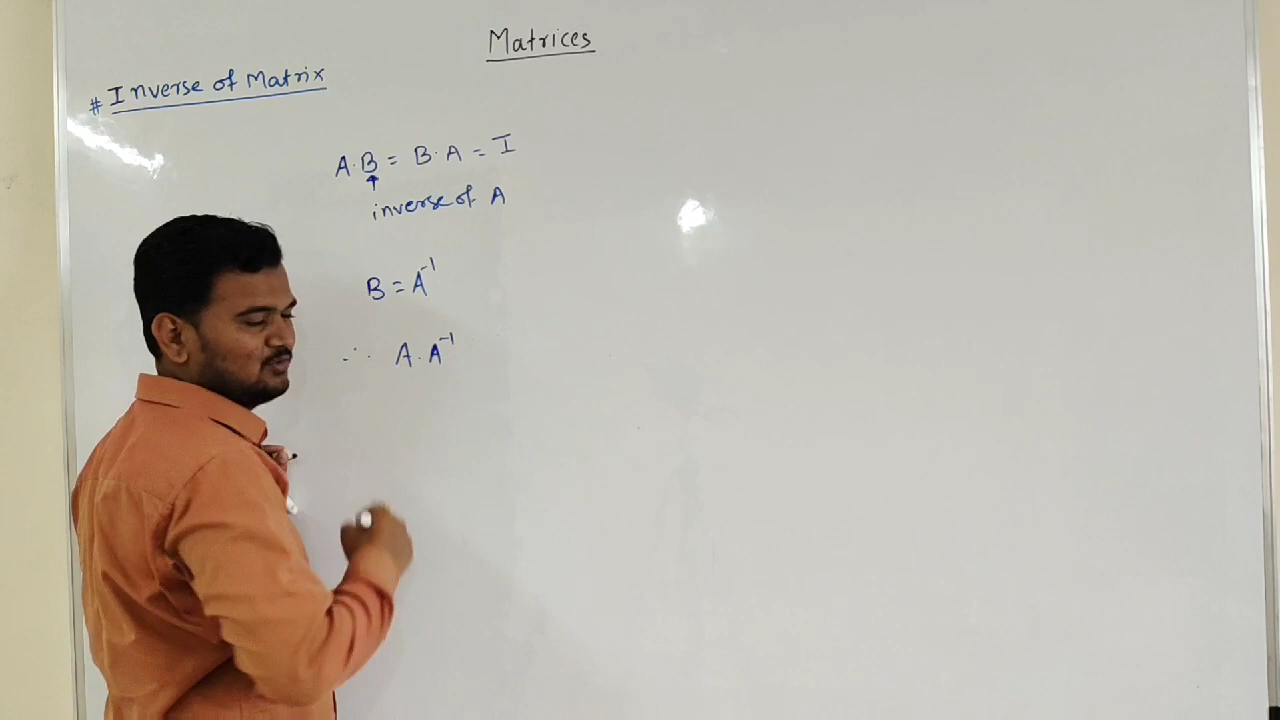 Matrices
# Inverse of Matrix
A·B = B·A = I
inverse of A
B = A⁻¹
∴ A·A⁻¹